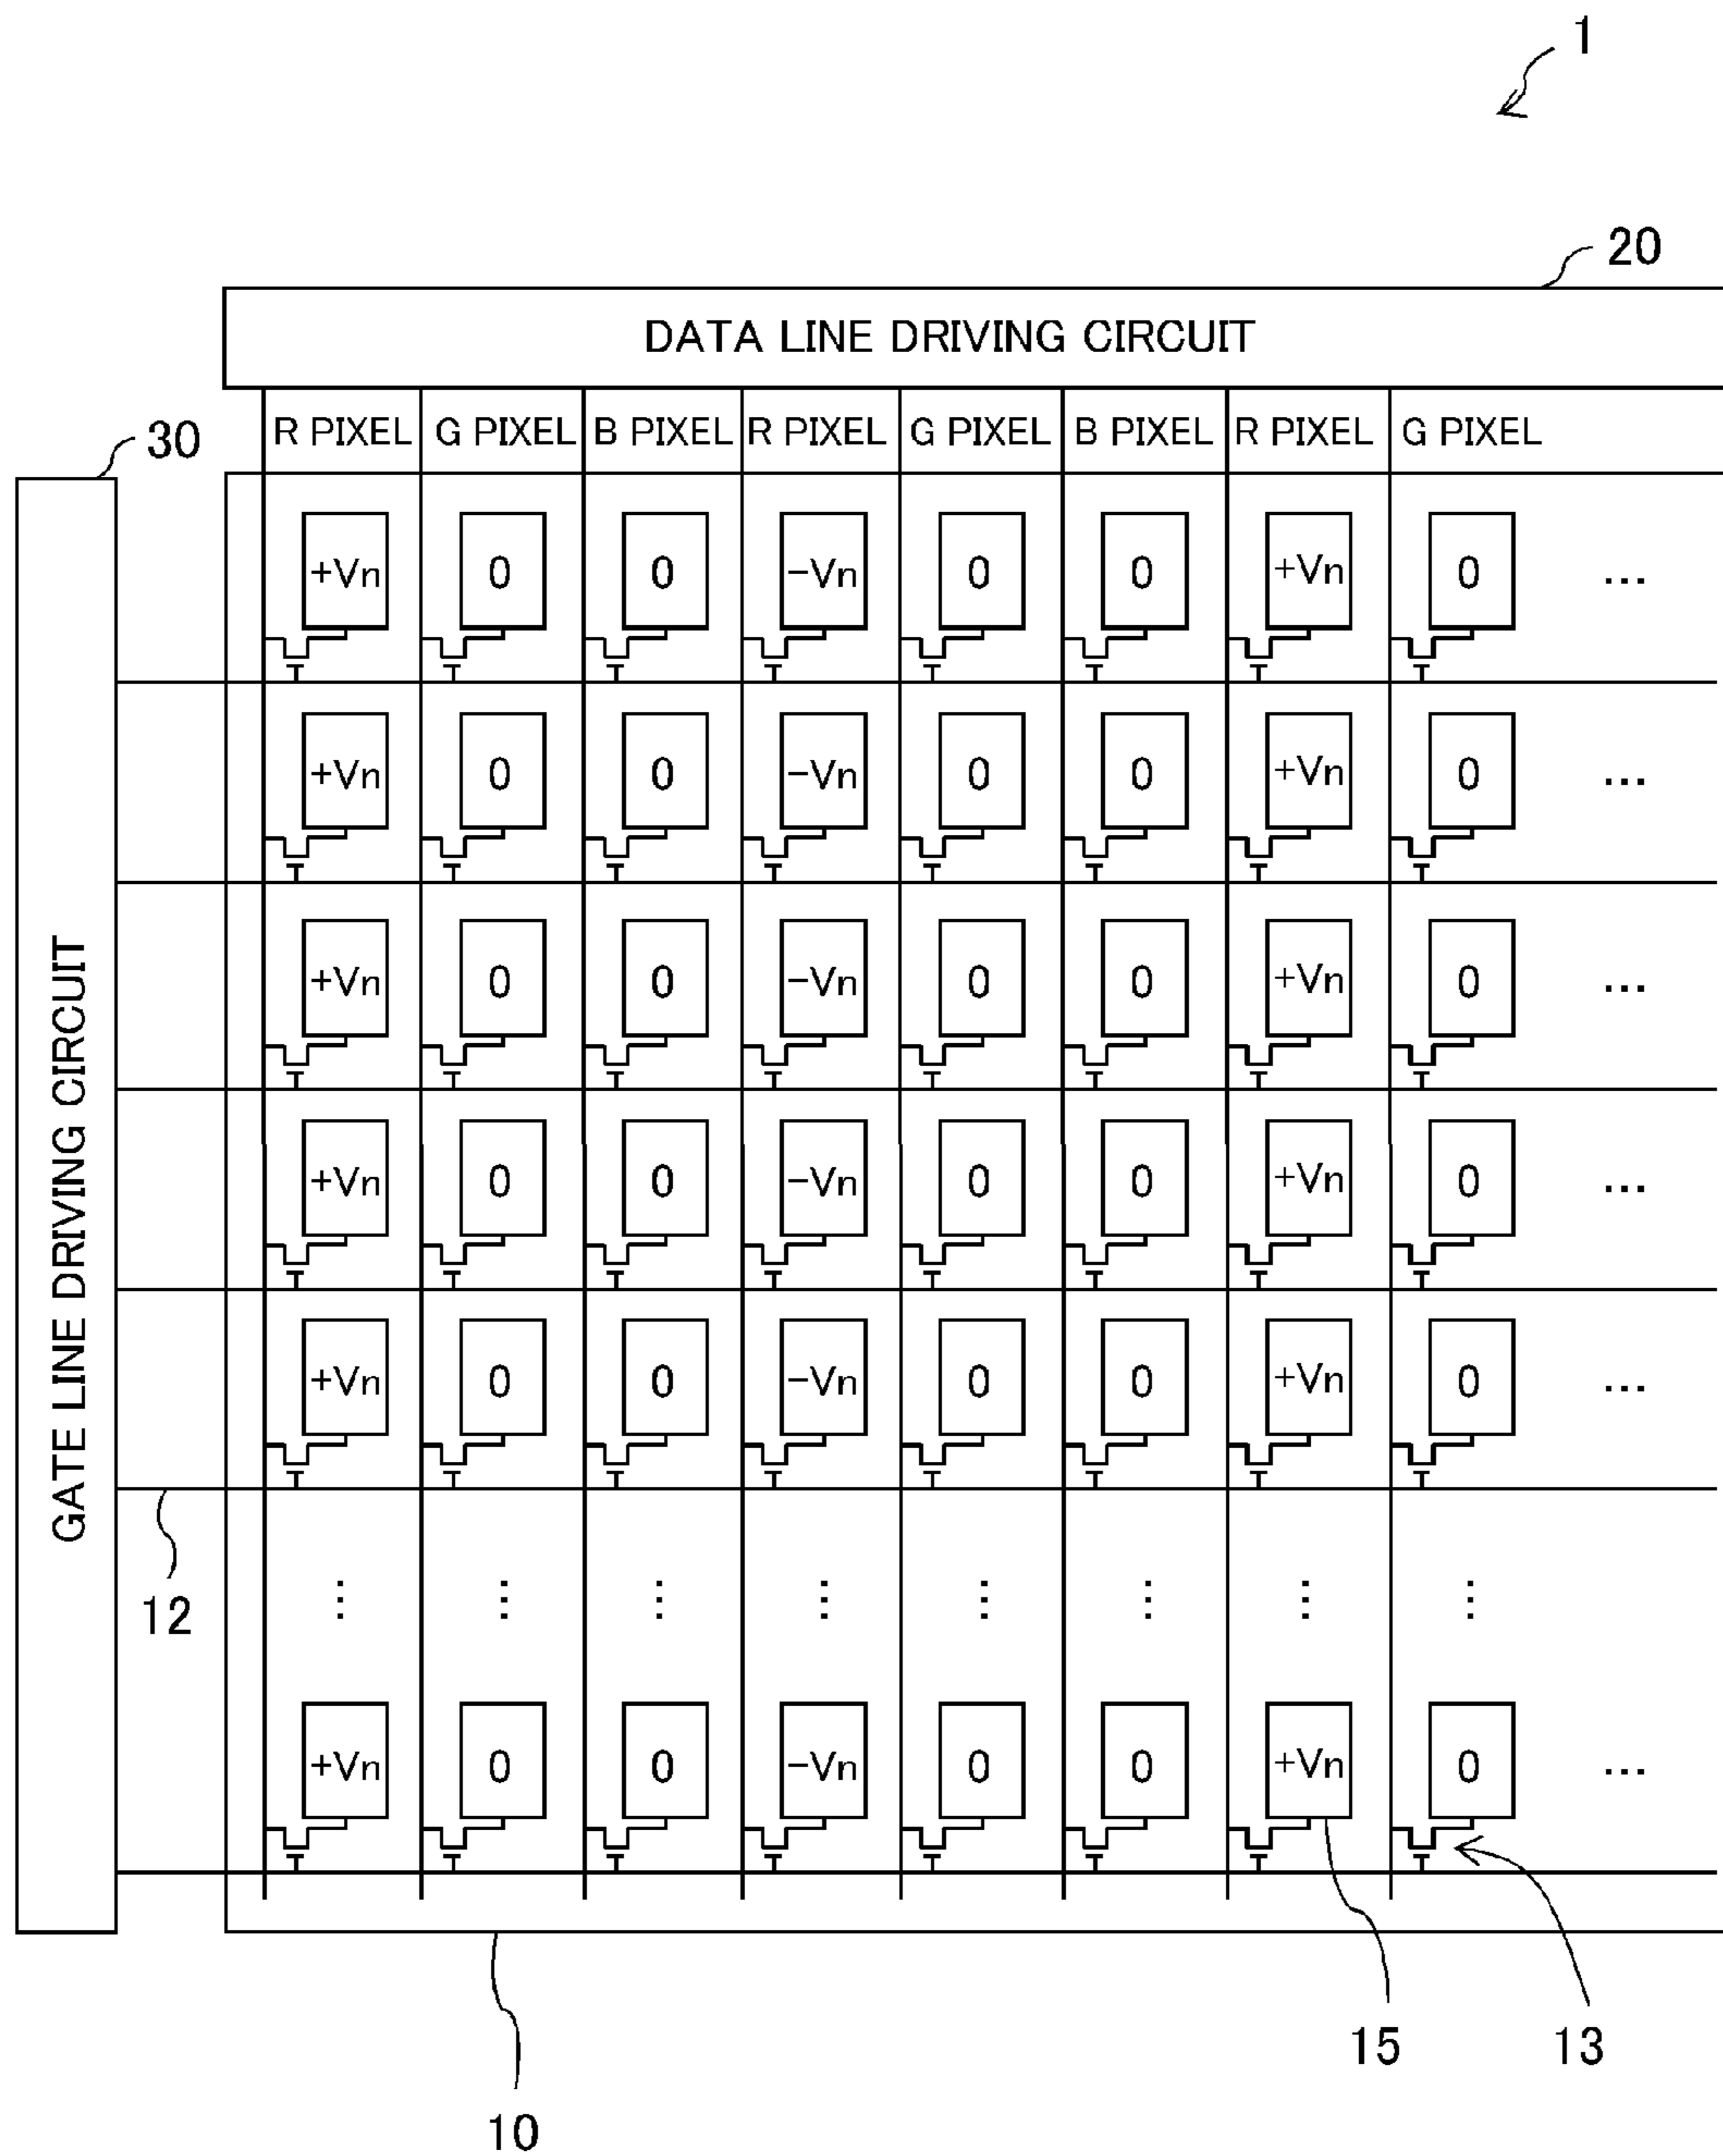 1
20
DATA LINE DRIVING CIRCUIT
30
R PIXEL G PIXEL B PIXEL R PIXEL G PIXEL B PIXEL R PIXEL G PIXEL
+Vn 0 0 −Vn 0 0 +Vn 0 ...
+Vn 0 0 −Vn 0 0 +Vn 0 ...
+Vn 0 0 −Vn 0 0 +Vn 0 ...
+Vn 0 0 −Vn 0 0 +Vn 0 ...
+Vn 0 0 −Vn 0 0 +Vn 0 ...
GATE LINE DRIVING CIRCUIT
12
⋮ ⋮ ⋮ ⋮ ⋮ ⋮ ⋮ ⋮
+Vn 0 0 −Vn 0 0 +Vn 0 ...
15 13
10